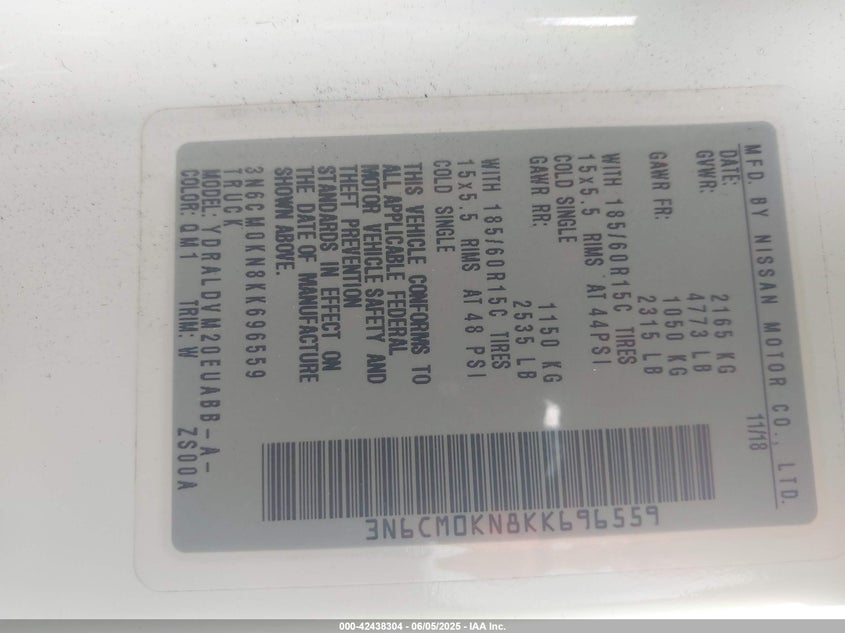 MFD. BY NISSAN MOTOR CO., LTD.
DATE: 11/18
GVWR: 2165 KG
4773 LB
GAWR FR: 1050 KG
2315 LB
WITH 185/60R15C TIRES
15x5.5 RIMS AT 44PSI
COLD SINGLE
GAWR RR: 1150 KG
2535 LB
WITH 185/60R15C TIRES
15x5.5 RIMS AT 48 PSI
COLD SINGLE
THIS VEHICLE CONFORMS TO
ALL APPLICABLE FEDERAL
MOTOR VEHICLE SAFETY AND
THEFT PREVENTION
STANDARDS IN EFFECT ON
THE DATE OF MANUFACTURE
SHOWN ABOVE.
3N6CM0KN8KK696559
TRUCK
MODEL: YDRALDVM20EUABB-A-
COLOR: QM1 TRIM: W ZS00A
3N6CM0KN8KK696559
000-42438304 - 06/05/2025 - IAA Inc.